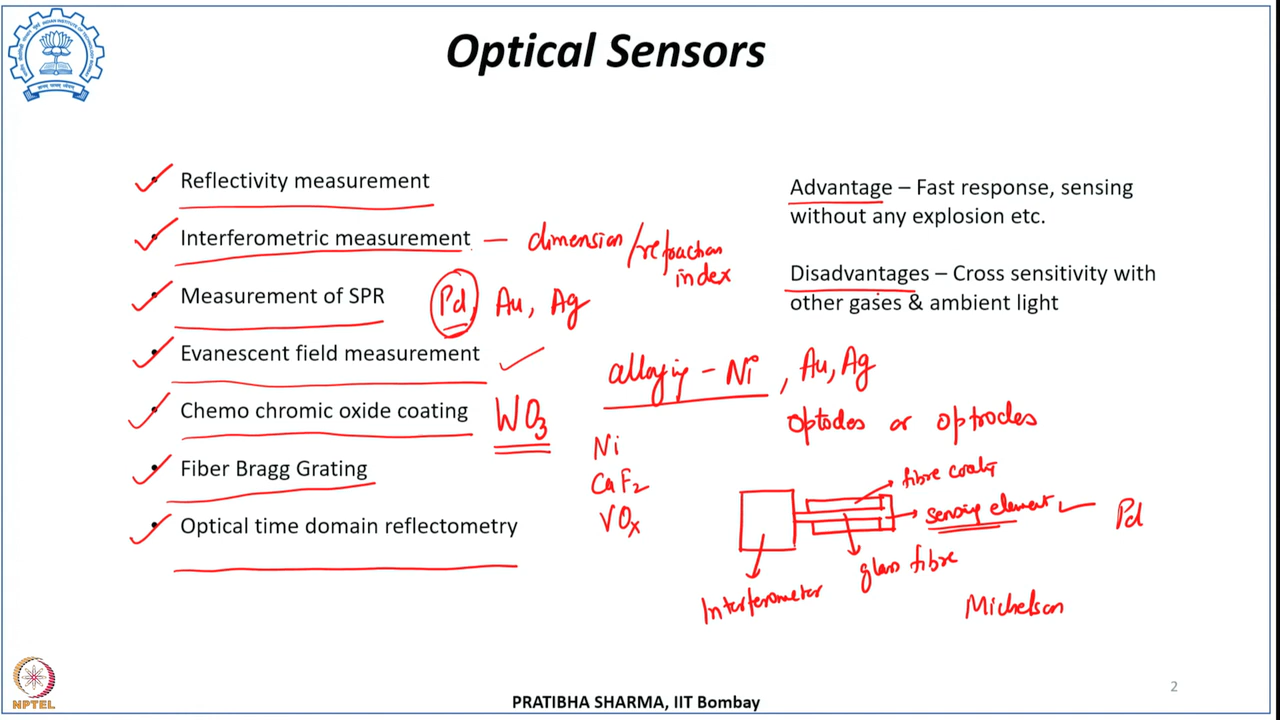 Optical Sensors
Reflectivity measurement
Interferometric measurement – dimension/refraction
index
Measurement of SPR Pd, Au, Ag
Evanescent field measurement
Chemo chromic oxide coating WO3
Fiber Bragg Grating
Optical time domain reflectometry
Advantage – Fast response, sensing
without any explosion etc.
Disadvantages – Cross sensitivity with
other gases & ambient light
alloying - Ni, Au, Ag
Optodes or optrodes
Ni
CaF2
VOx
fibre coating
sensing element Pd
glass fibre
Interferometer
Michelson
2
NPTEL
PRATIBHA SHARMA, IIT Bombay